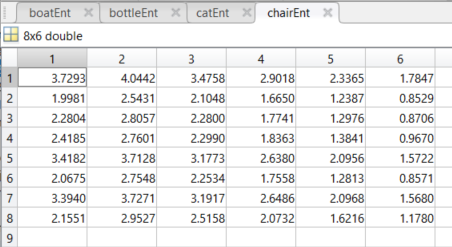 boatEnt bottleEnt catEnt chairEnt
8x6 double
1 2 3 4 5 6
1 3.7293 4.0442 3.4758 2.9018 2.3365 1.7847
2 1.9981 2.5431 2.1048 1.6650 1.2387 0.8529
3 2.2804 2.8057 2.2800 1.7741 1.2976 0.8706
4 2.4185 2.7601 2.2990 1.8363 1.3841 0.9670
5 3.4182 3.7128 3.1773 2.6380 2.0956 1.5722
6 2.0675 2.7548 2.2534 1.7558 1.2813 0.8571
7 3.3940 3.7271 3.1917 2.6486 2.0968 1.5680
8 2.1551 2.9527 2.5158 2.0732 1.6216 1.1780
9